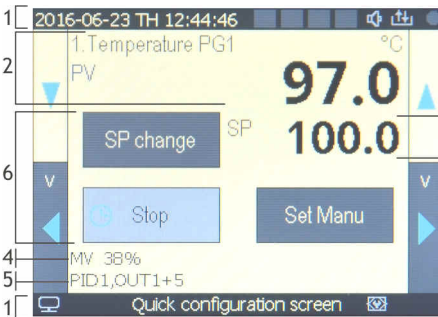 1
2016-06-23 TH 12:44:46
2
1.Temperature PG1 °C
PV 97.0
SP 100.0
6
SP change
V V
Stop Set Manu
4
MV 38%
5
PID1,OUT1+5
1
Quick configuration screen